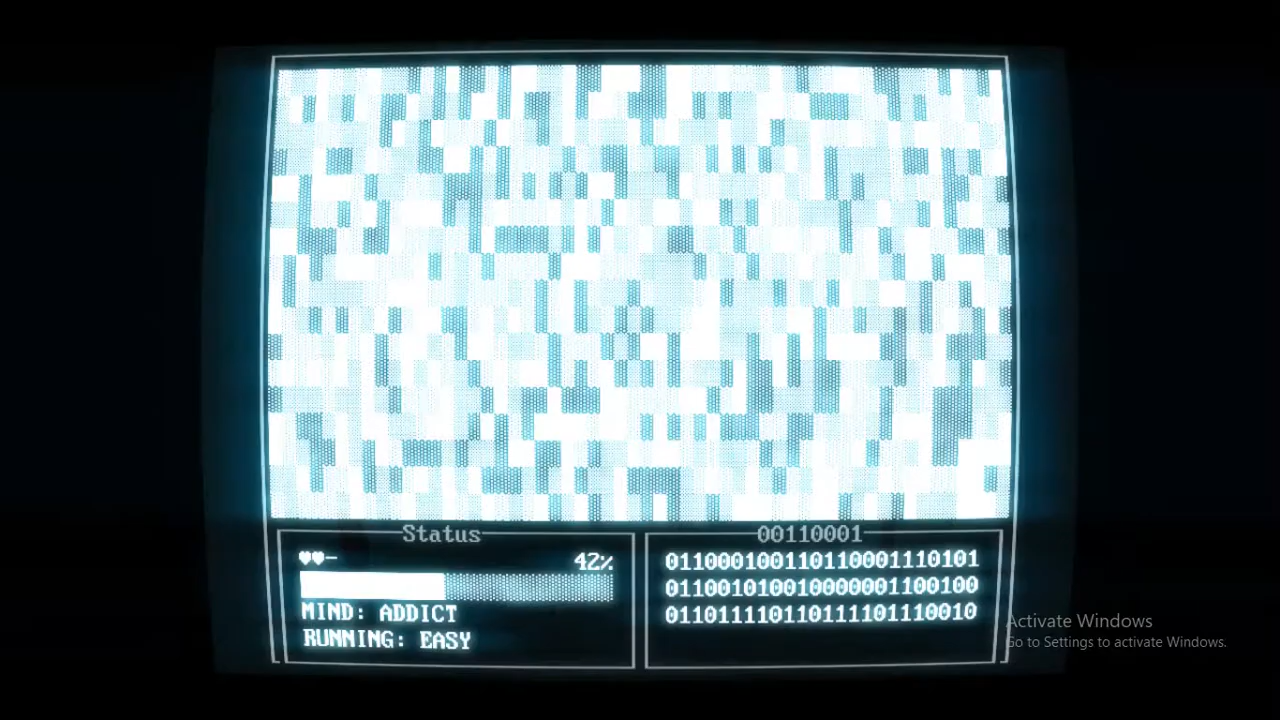 Status
♥♥-
42%
MIND: ADDICT
RUNNING: EASY
00110001
011000100110110001110101
011001010010000001100100
011011110110111101110010
Activate Windows
Go to Settings to activate Windows.